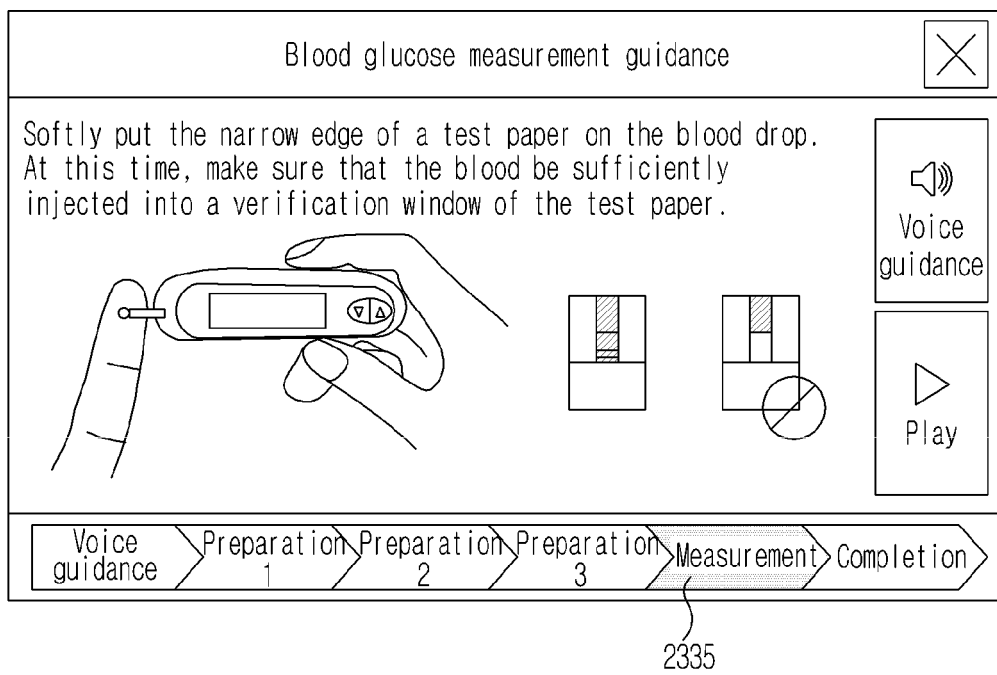 Blood glucose measurement guidance
Softly put the narrow edge of a test paper on the blood drop.
At this time, make sure that the blood be sufficiently
injected into a verification window of the test paper.
Voice
guidance
Play
Voice
guidance
Preparation
1
Preparation
2
Preparation
3
Measurement
Completion
2335